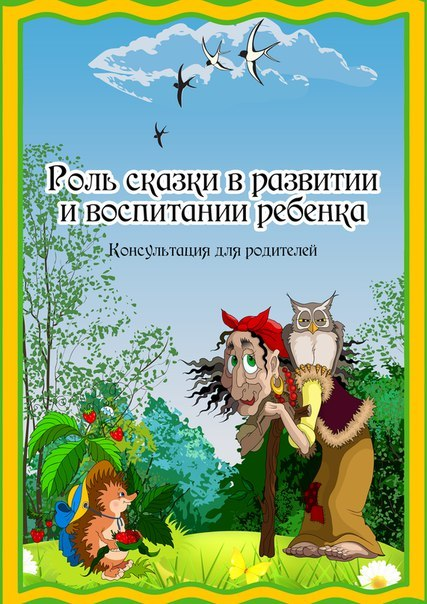 Роль сказки в развитии
и воспитании ребенка
Консультация для родителей